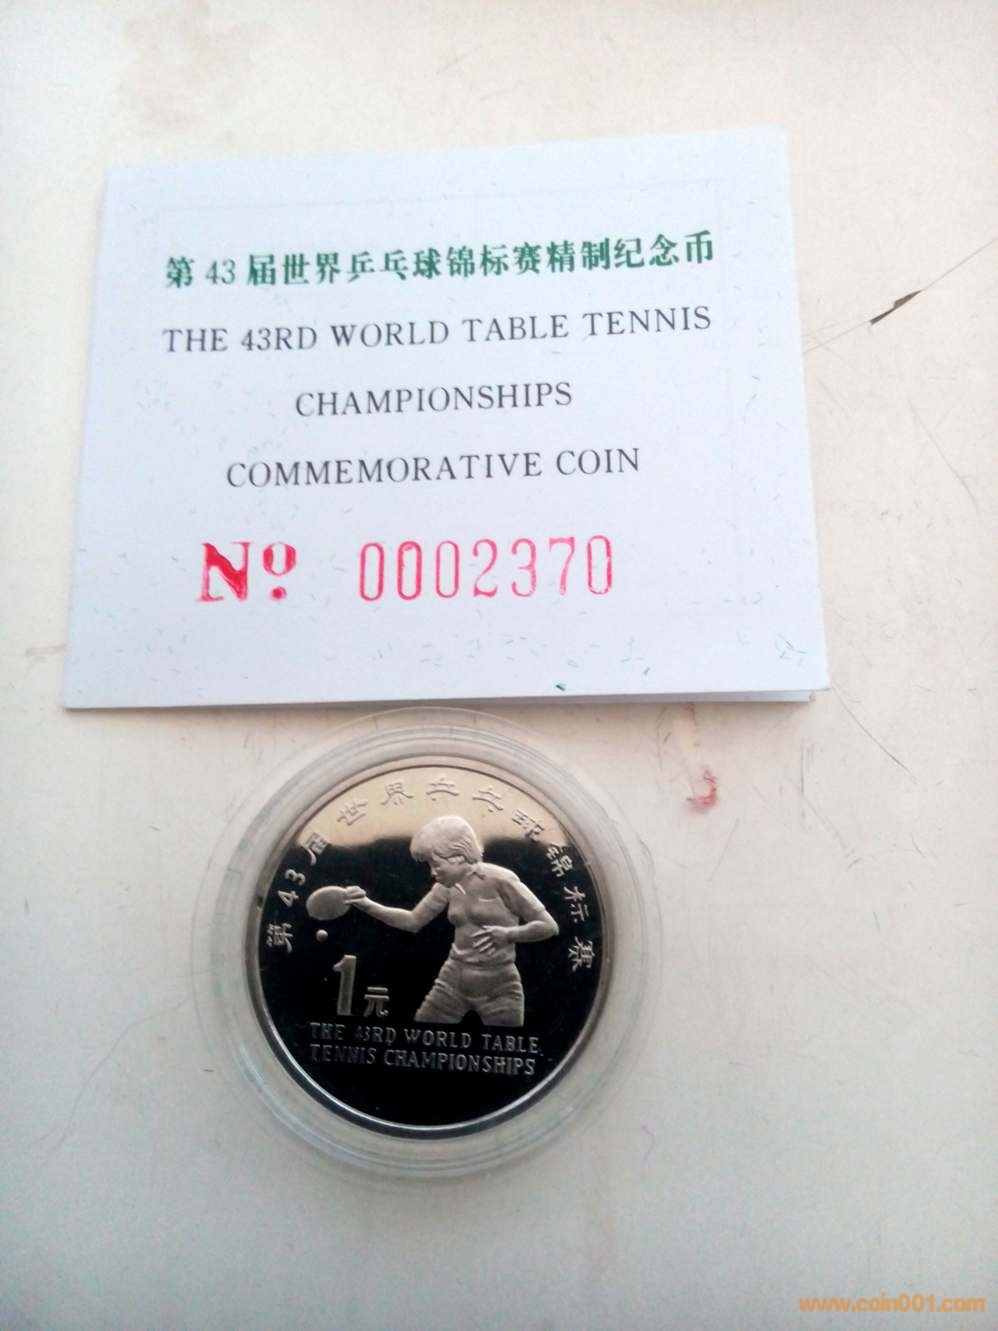 第 43 届世界乒乓球锦标赛精制纪念币
THE 43RD WORLD TABLE TENNIS
CHAMPIONSHIPS
COMMEMORATIVE COIN
No 0002370
第43届世界乒乓球锦标赛
1元
THE 43RD WORLD TABLE
TENNIS CHAMPIONSHIPS
www.coin001.com